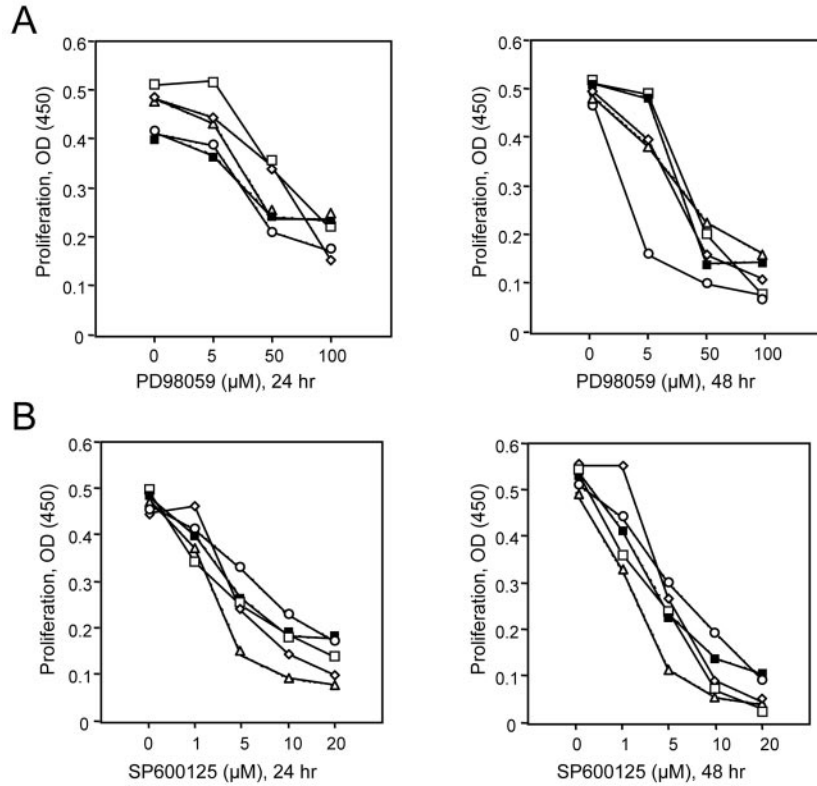 A
0.6
0.5
0.4
0.3
0.2
0.1
0
Proliferation, OD (450)
0 5 50 100
PD98059 (µM), 24 hr
0.6
0.5
0.4
0.3
0.2
0.1
0
Proliferation, OD (450)
0 5 50 100
PD98059 (µM), 48 hr
B
0.6
0.5
0.4
0.3
0.2
0.1
0
Proliferation, OD (450)
0 1 5 10 20
SP600125 (µM), 24 hr
0.6
0.5
0.4
0.3
0.2
0.1
0
Proliferation, OD (450)
0 1 5 10 20
SP600125 (µM), 48 hr